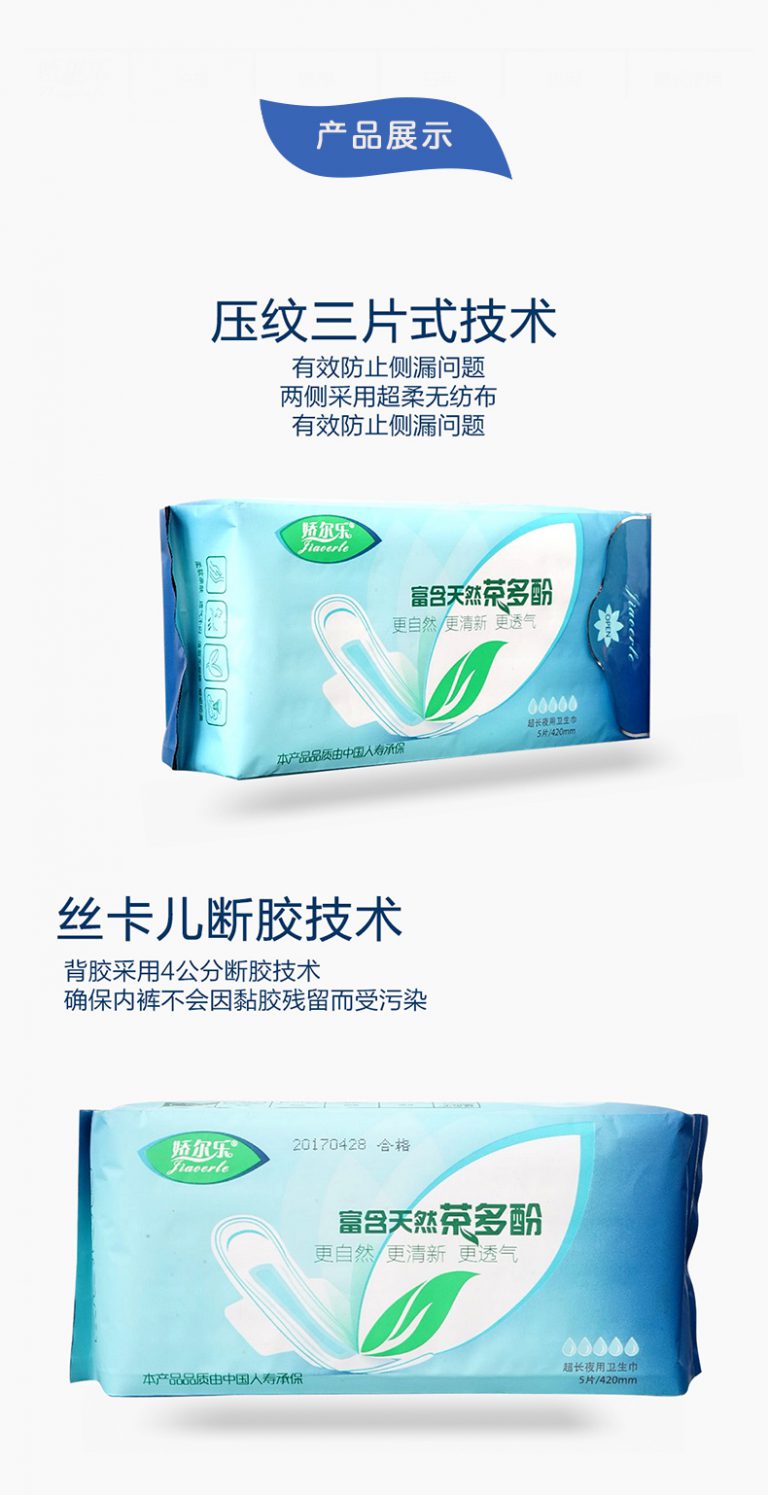 产品展示
压纹三片式技术
有效防止侧漏问题
两侧采用超柔无纺布
有效防止侧漏问题
娇尔乐
Jiaoerle
富含天然茶多酚
更自然 更清新 更透气
OPEN
Jiaoerle
超长夜用卫生巾
5片/420mm
本产品品质由中国人寿承保
丝卡儿断胶技术
背胶采用4公分断胶技术
确保内裤不会因黏胶残留而受污染
娇尔乐®
Jiaoerle
20170428 合格
富含天然茶多酚
更自然 更清新 更透气
超长夜用卫生巾
5片/420mm
本产品品质由中国人寿承保